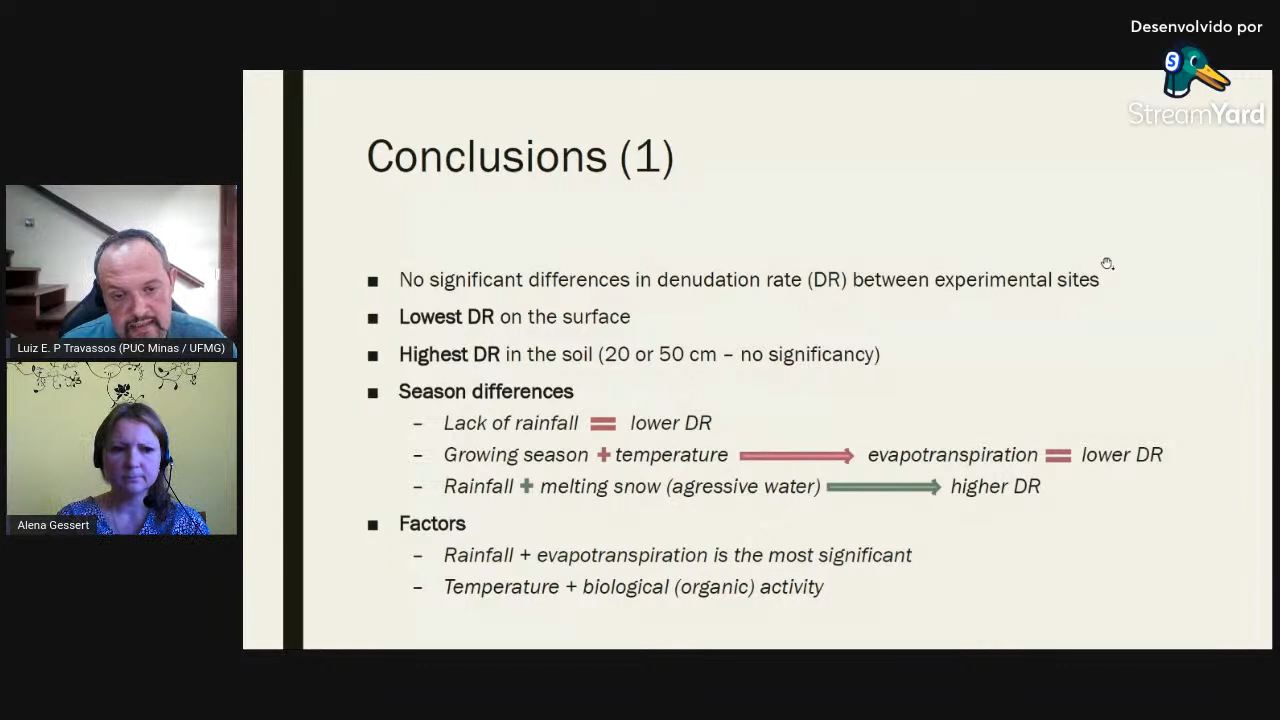 Desenvolvido por
StreamYard
Conclusions (1)
■ No significant differences in denudation rate (DR) between experimental sites
■ Lowest DR on the surface
■ Highest DR in the soil (20 or 50 cm – no significancy)
■ Season differences
– Lack of rainfall = lower DR
– Growing season + temperature → evapotranspiration = lower DR
– Rainfall + melting snow (agressive water) → higher DR
■ Factors
– Rainfall + evapotranspiration is the most significant
– Temperature + biological (organic) activity
Luiz E. P Travassos (PUC Minas / UFMG)
Alena Gessert